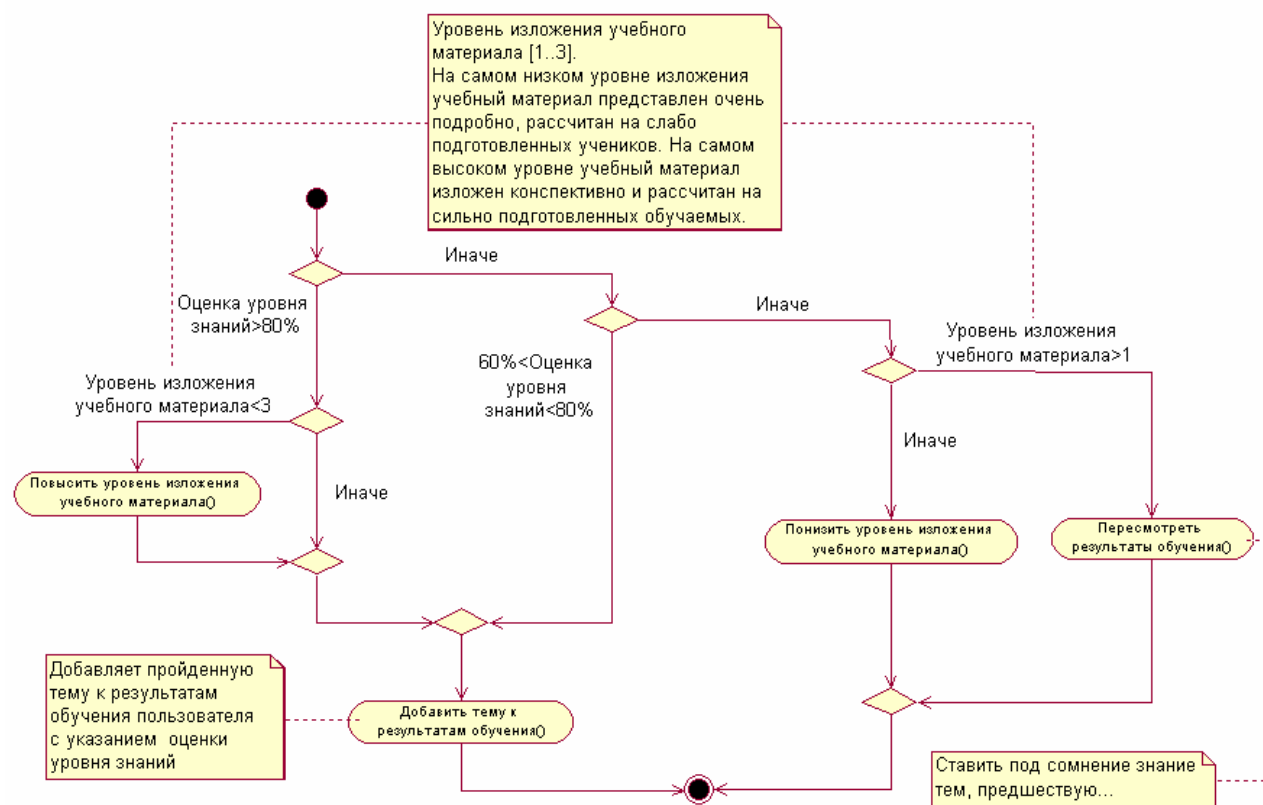 Уровень изложения учебного
материала [1..3].
На самом низком уровне изложения
учебный материал представлен очень
подробно, рассчитан на слабо
подготовленных учеников. На самом
высоком уровне учебный материал
изложен конспективно и рассчитан на
сильно подготовленных обучаемых.
Иначе
Оценка уровня
знаний>80%
Иначе
60%<Оценка
уровня
знаний<80%
Уровень изложения
учебного материала>1
Уровень изложения
учебного материала<3
Иначе
Иначе
Повысить уровень изложения
учебного материала()
Понизить уровень изложения
учебного материала()
Пересмотреть
результаты обучения()
Добавляет пройденную
тему к результатам
обучения пользователя
с указанием оценки
уровня знаний
Добавить тему к
результатам обучения()
Ставить под сомнение знание
тем, предшествую...